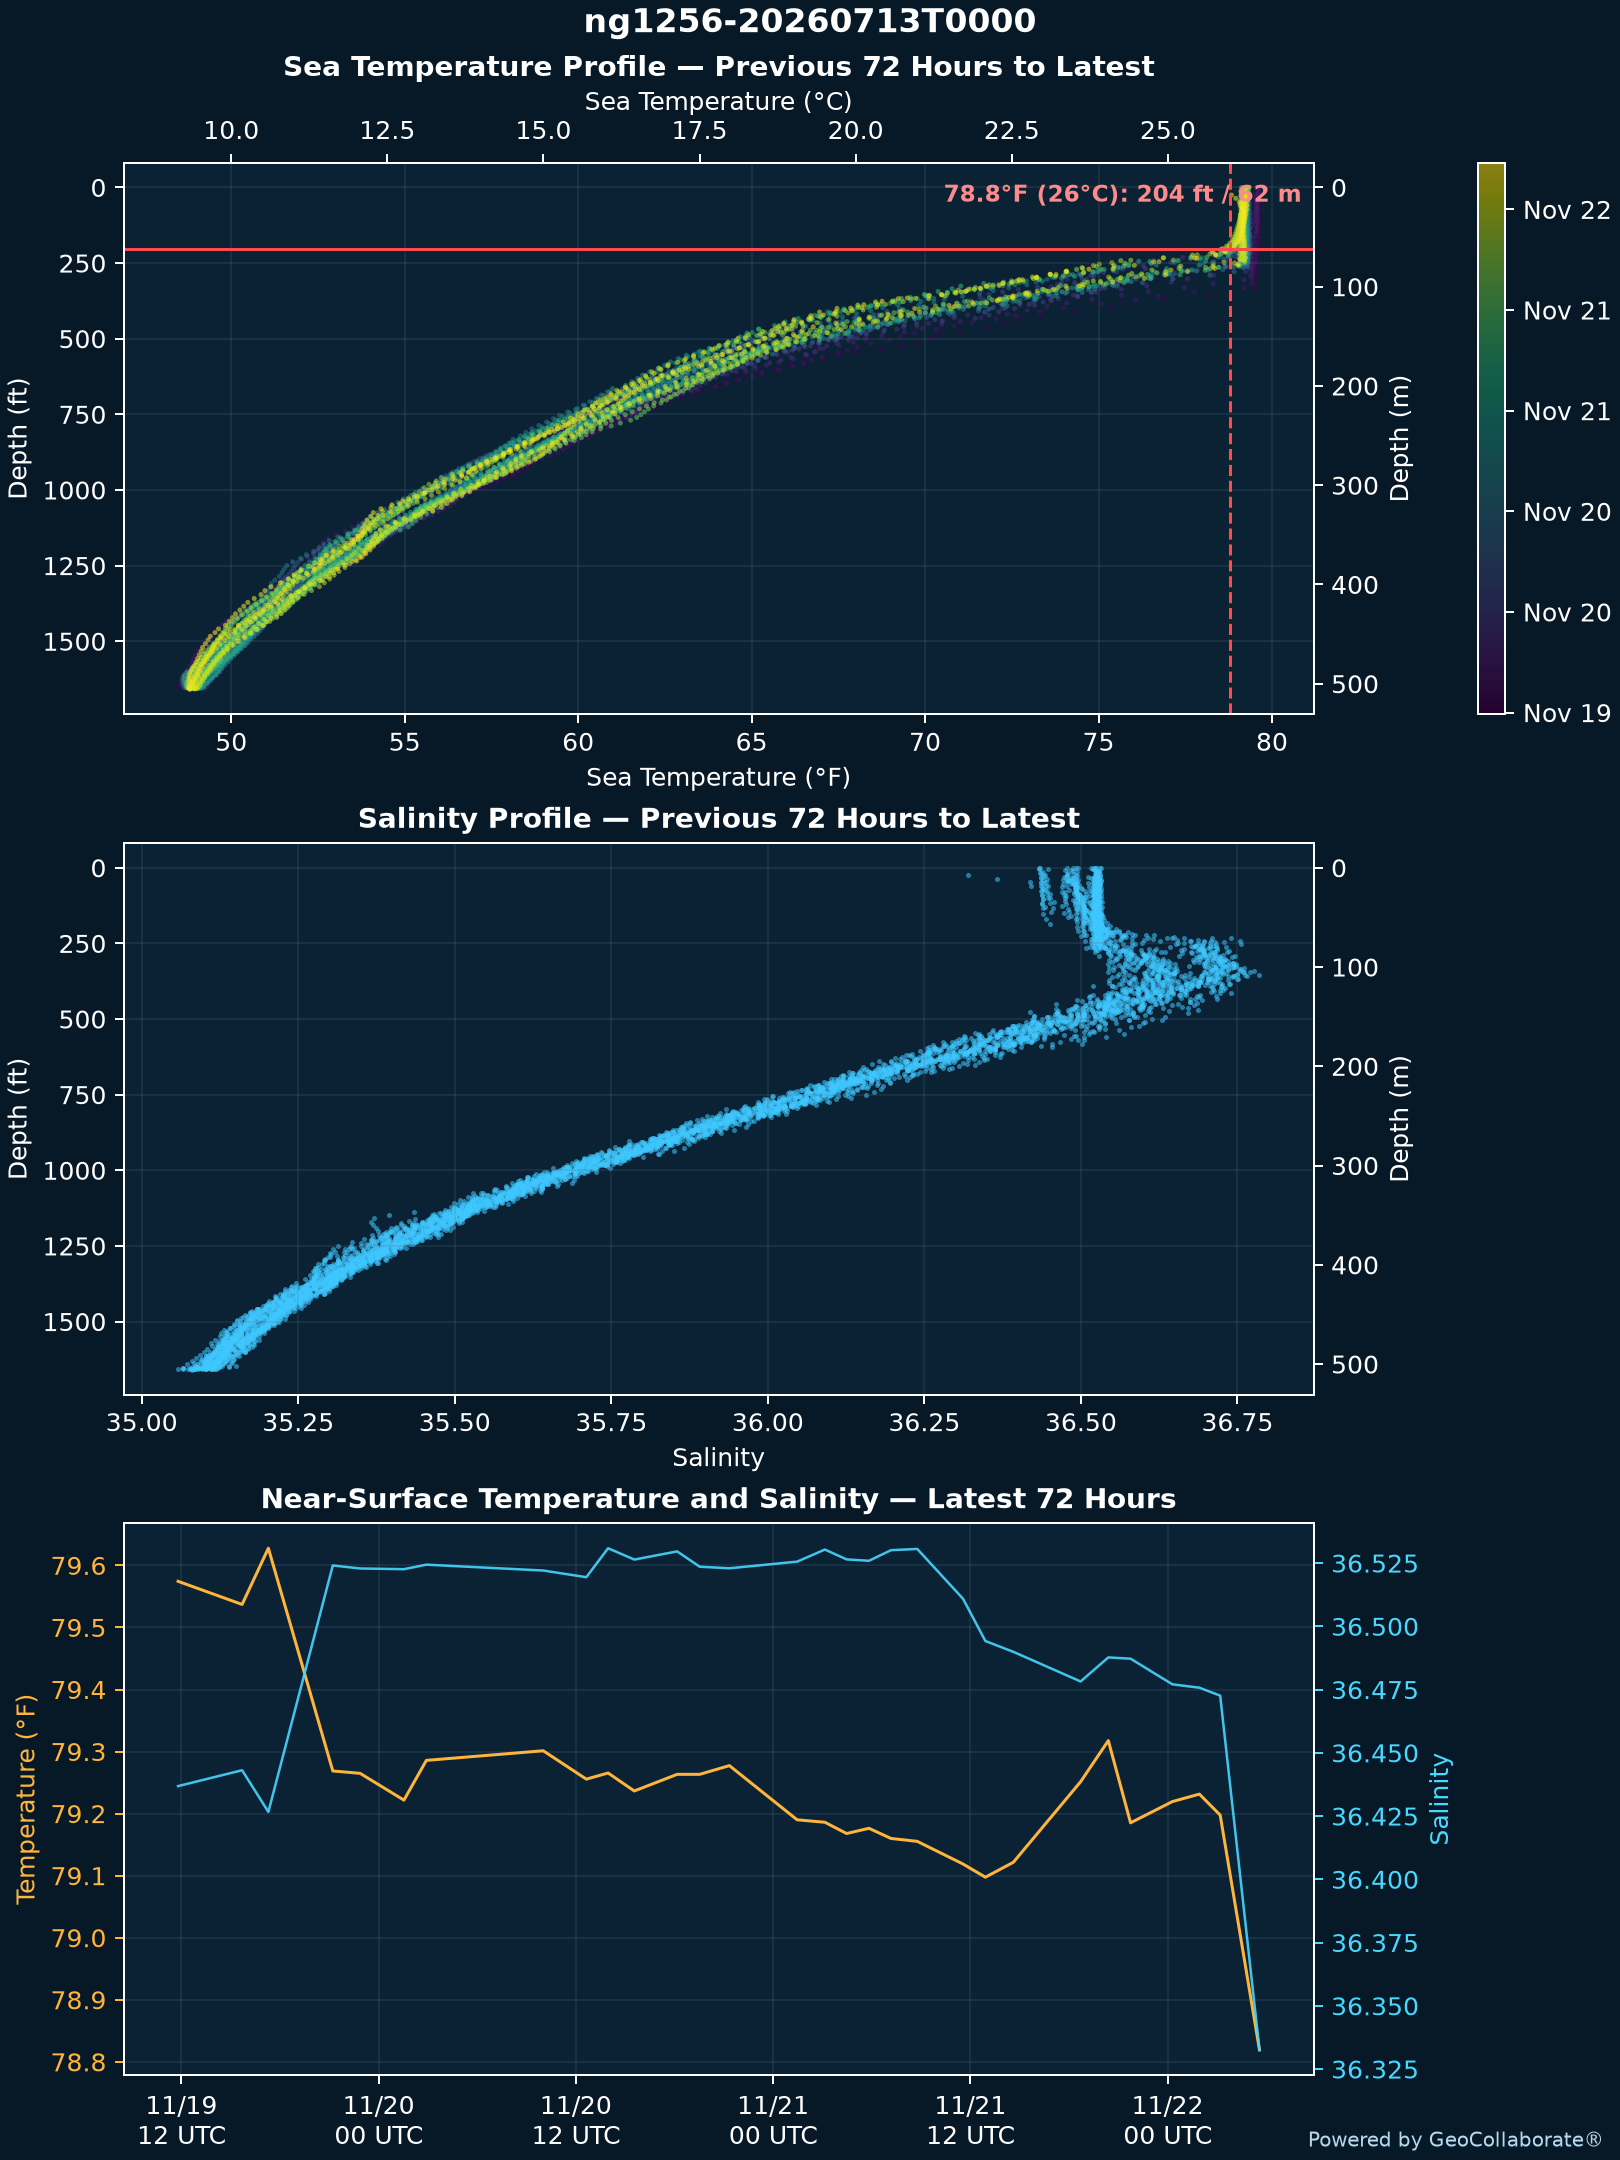 ng1256-20260713T0000
Sea Temperature Profile — Previous 72 Hours to Latest
Sea Temperature (°C)
10.0 12.5 15.0 17.5 20.0 22.5 25.0
78.8°F (26°C): 204 ft / 62 m
0
250
500
750
1000
1250
1500
Depth (ft)
0
100
200
300
400
500
Depth (m)
Nov 22
Nov 21
Nov 21
Nov 20
Nov 20
Nov 19
50 55 60 65 70 75 80
Sea Temperature (°F)
Salinity Profile — Previous 72 Hours to Latest
0
250
500
750
1000
1250
1500
Depth (ft)
0
100
200
300
400
500
Depth (m)
35.00 35.25 35.50 35.75 36.00 36.25 36.50 36.75
Salinity
Near-Surface Temperature and Salinity — Latest 72 Hours
79.6
79.5
79.4
79.3
79.2
79.1
79.0
78.9
78.8
Temperature (°F)
36.525
36.500
36.475
36.450
36.425
36.400
36.375
36.350
36.325
Salinity
11/19 11/20 11/20 11/21 11/21 11/22
12 UTC 00 UTC 12 UTC 00 UTC 12 UTC 00 UTC
Powered by GeoCollaborate®